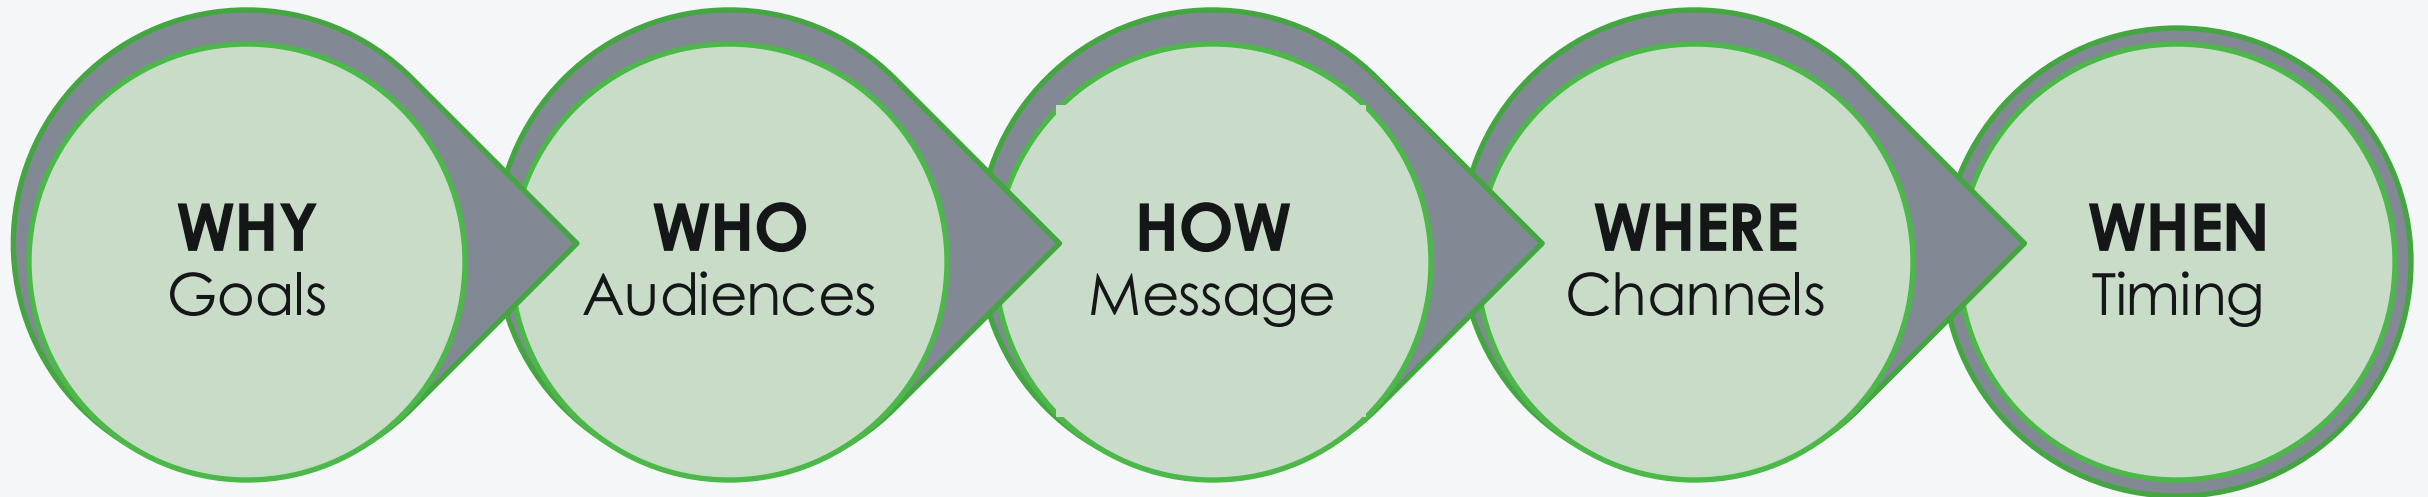 WHY
Goals
WHO
Audiences
HOW
Message
WHERE
Channels
WHEN
Timing